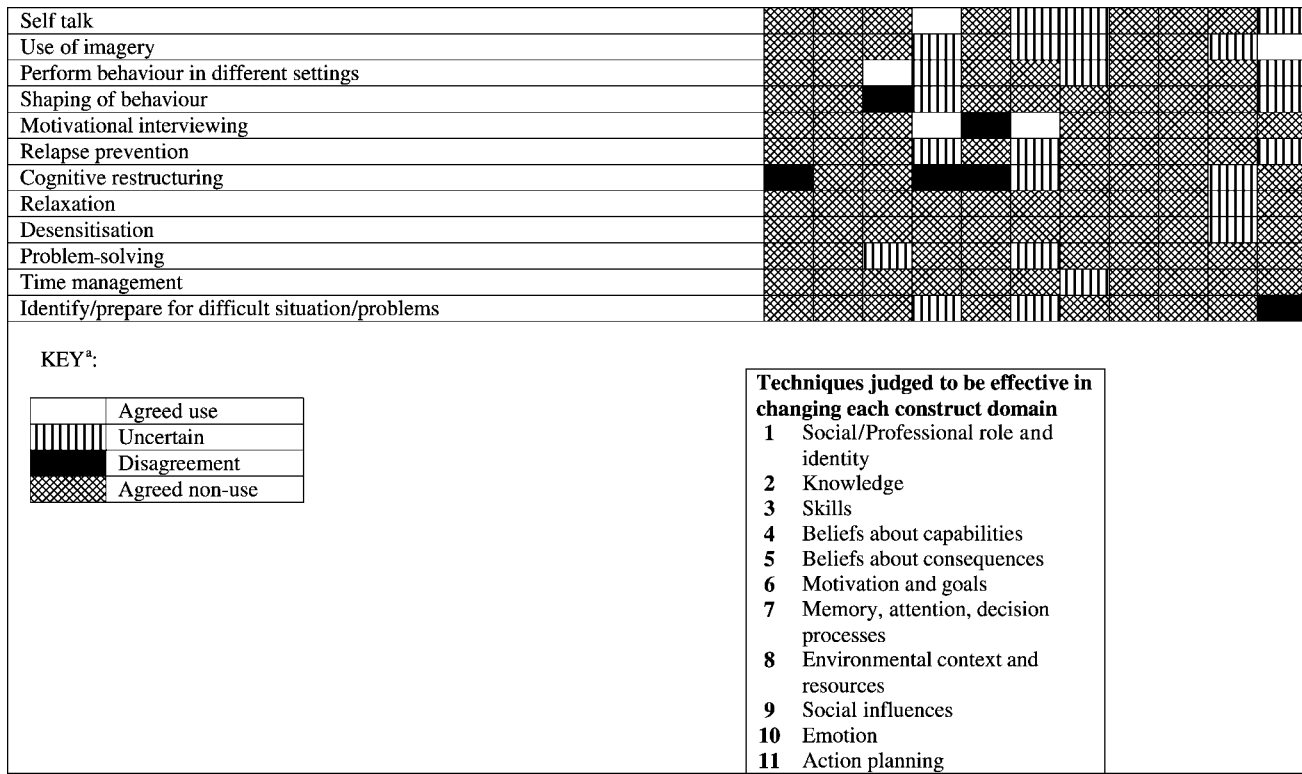 Self talk
Use of imagery
Perform behaviour in different settings
Shaping of behaviour
Motivational interviewing
Relapse prevention
Cognitive restructuring
Relaxation
Desensitisation
Problem-solving
Time management
Identify/prepare for difficult situation/problems
KEYᵃ:
Agreed use
Uncertain
Disagreement
Agreed non-use
Techniques judged to be effective in
changing each construct domain
1 Social/Professional role and
identity
2 Knowledge
3 Skills
4 Beliefs about capabilities
5 Beliefs about consequences
6 Motivation and goals
7 Memory, attention, decision
processes
8 Environmental context and
resources
9 Social influences
10 Emotion
11 Action planning